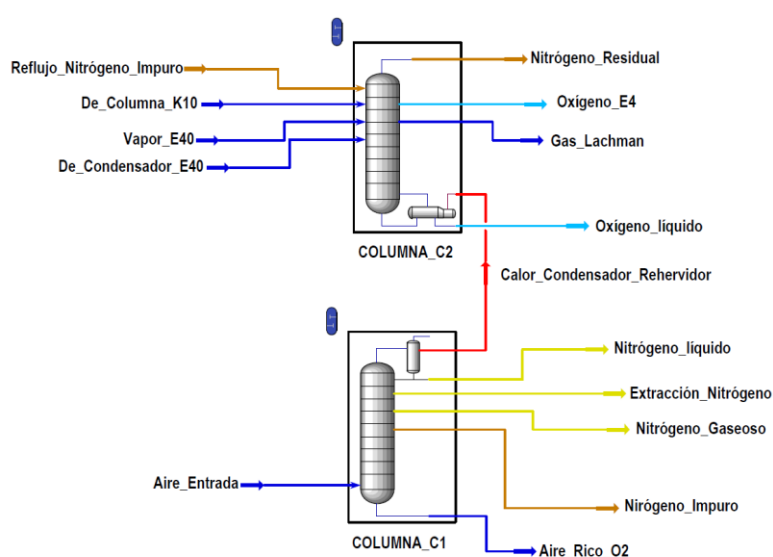 Reflujo_Nitrógeno_Impuro
Nitrógeno_Residual
De_Columna_K10
Oxígeno_E4
Vapor_E40
Gas_Lachman
De_Condensador_E40
Oxígeno_líquido
COLUMNA_C2
Calor_Condensador_Rehervidor
Nitrógeno_líquido
Extracción_Nitrógeno
Nitrógeno_Gaseoso
Aire_Entrada
Nirógeno_Impuro
COLUMNA_C1
Aire_Rico_O2